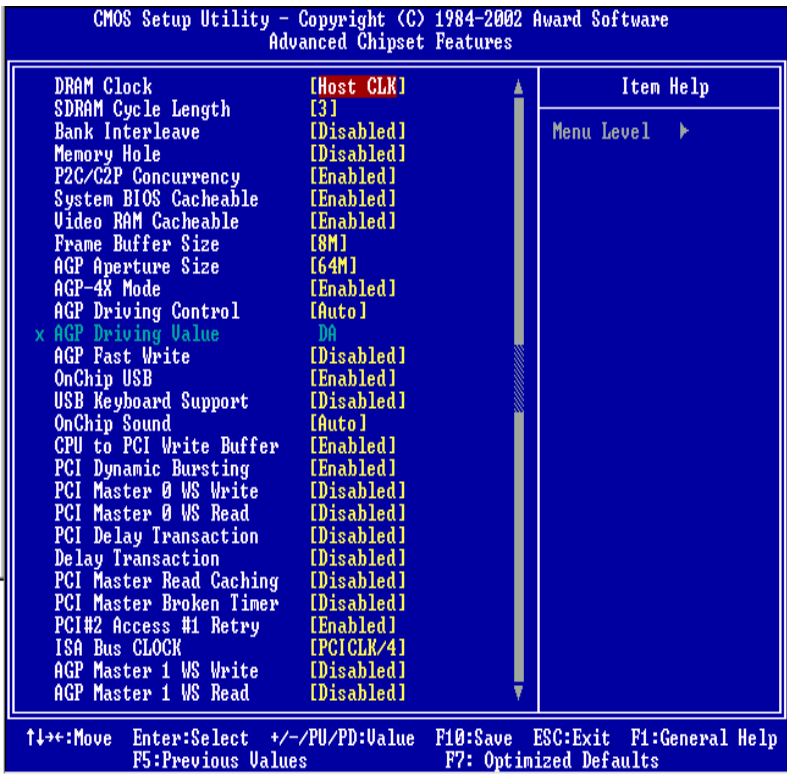 CMOS Setup Utility - Copyright (C) 1984-2002 Award Software
Advanced Chipset Features
DRAM Clock [Host CLK]
SDRAM Cycle Length [3]
Bank Interleave [Disabled]
Memory Hole [Disabled]
P2C/C2P Concurrency [Enabled]
System BIOS Cacheable [Enabled]
Video RAM Cacheable [Enabled]
Frame Buffer Size [8M]
AGP Aperture Size [64M]
AGP-4X Mode [Enabled]
AGP Driving Control [Auto]
x AGP Driving Value DA
AGP Fast Write [Disabled]
OnChip USB [Enabled]
USB Keyboard Support [Disabled]
OnChip Sound [Auto]
CPU to PCI Write Buffer [Enabled]
PCI Dynamic Bursting [Enabled]
PCI Master 0 WS Write [Disabled]
PCI Master 0 WS Read [Disabled]
PCI Delay Transaction [Disabled]
Delay Transaction [Disabled]
PCI Master Read Caching [Disabled]
PCI Master Broken Timer [Disabled]
PCI#2 Access #1 Retry [Enabled]
ISA Bus CLOCK [PCICLK/4]
AGP Master 1 WS Write [Disabled]
AGP Master 1 WS Read [Disabled]
Item Help
Menu Level ▶
↑↓→←:Move Enter:Select +/-/PU/PD:Value F10:Save ESC:Exit F1:General Help
F5:Previous Values F7: Optimized Defaults